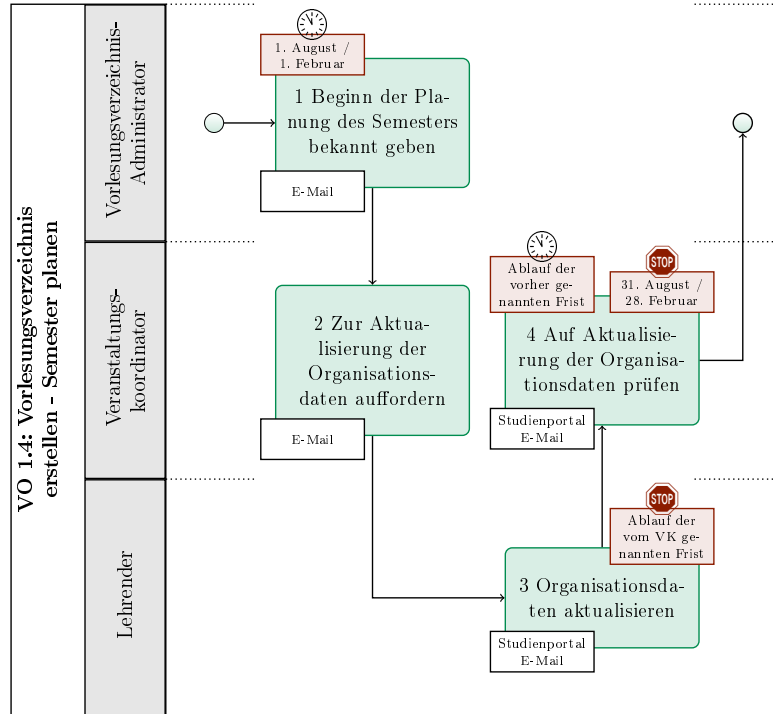 VO 1.4: Vorlesungsverzeichnis
erstellen - Semester planen
Vorlesungsverzeichnis-
Administrator
1. August /
1. Februar
1 Beginn der Pla-
nung des Semesters
bekannt geben
E-Mail
Veranstaltungs-
koordinator
2 Zur Aktua-
lisierung der
Organisations-
daten auffordern
E-Mail
Ablauf der
vorher ge-
nannten Frist
STOP
31. August /
28. Februar
4 Auf Aktualisie-
rung der Organisa-
tionsdaten prüfen
Studienportal
E-Mail
Lehrender
STOP
Ablauf der
vom VK ge-
nannten Frist
3 Organisationsda-
ten aktualisieren
Studienportal
E-Mail